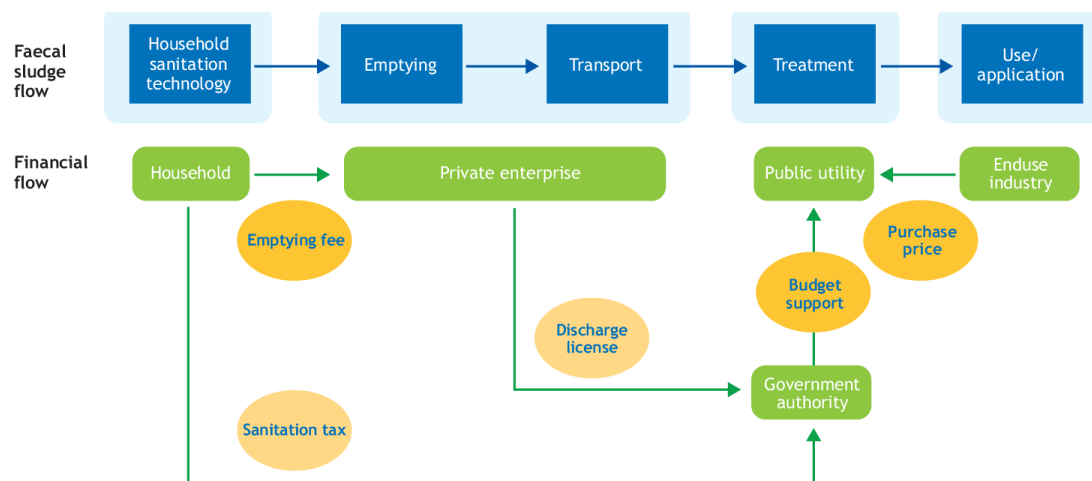 Faecal
sludge
flow
Household
sanitation
technology
Emptying
Transport
Treatment
Use/
application
Financial
flow
Household
Private enterprise
Public utility
Enduse
industry
Emptying fee
Purchase
price
Budget
support
Discharge
license
Government
authority
Sanitation tax